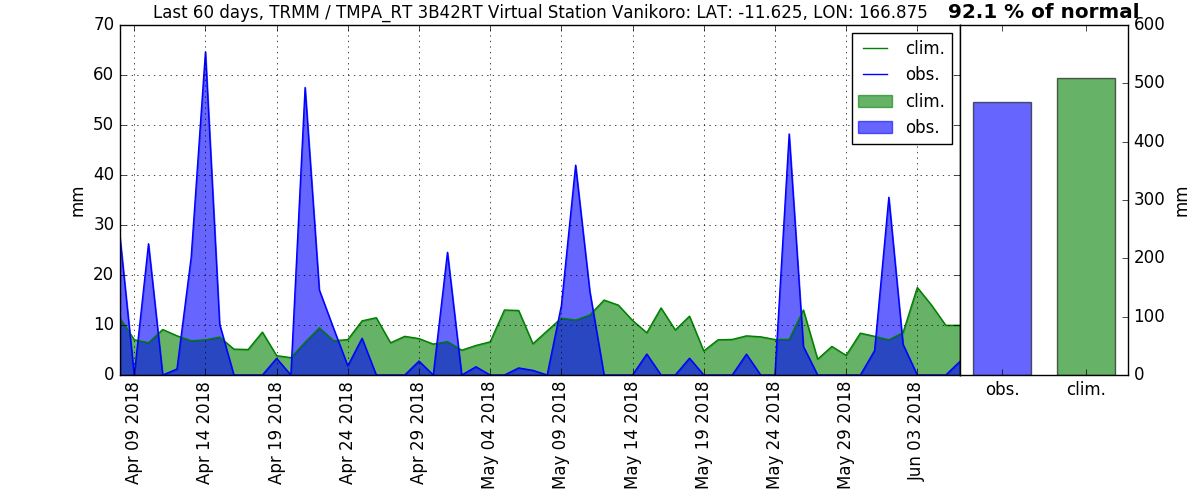 Last 60 days, TRMM / TMPA_RT 3B42RT Virtual Station Vanikoro: LAT: -11.625, LON: 166.875
92.1 % of normal
70
60
50
40
30
20
10
0
mm
clim.
obs.
clim.
obs.
Apr 09 2018
Apr 14 2018
Apr 19 2018
Apr 24 2018
Apr 29 2018
May 04 2018
May 09 2018
May 14 2018
May 19 2018
May 24 2018
May 29 2018
Jun 03 2018
600
500
400
300
200
100
0
mm
obs.
clim.